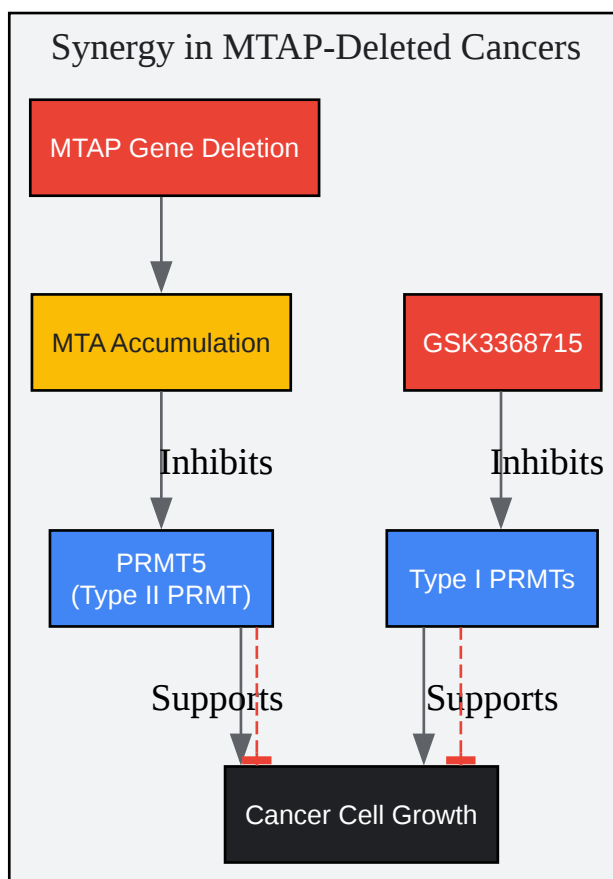 Synergy in MTAP-Deleted Cancers
MTAP Gene Deletion
MTA Accumulation
GSK3368715
Inhibits
Inhibits
PRMT5
(Type II PRMT)
Type I PRMTs
Supports
Supports
Cancer Cell Growth